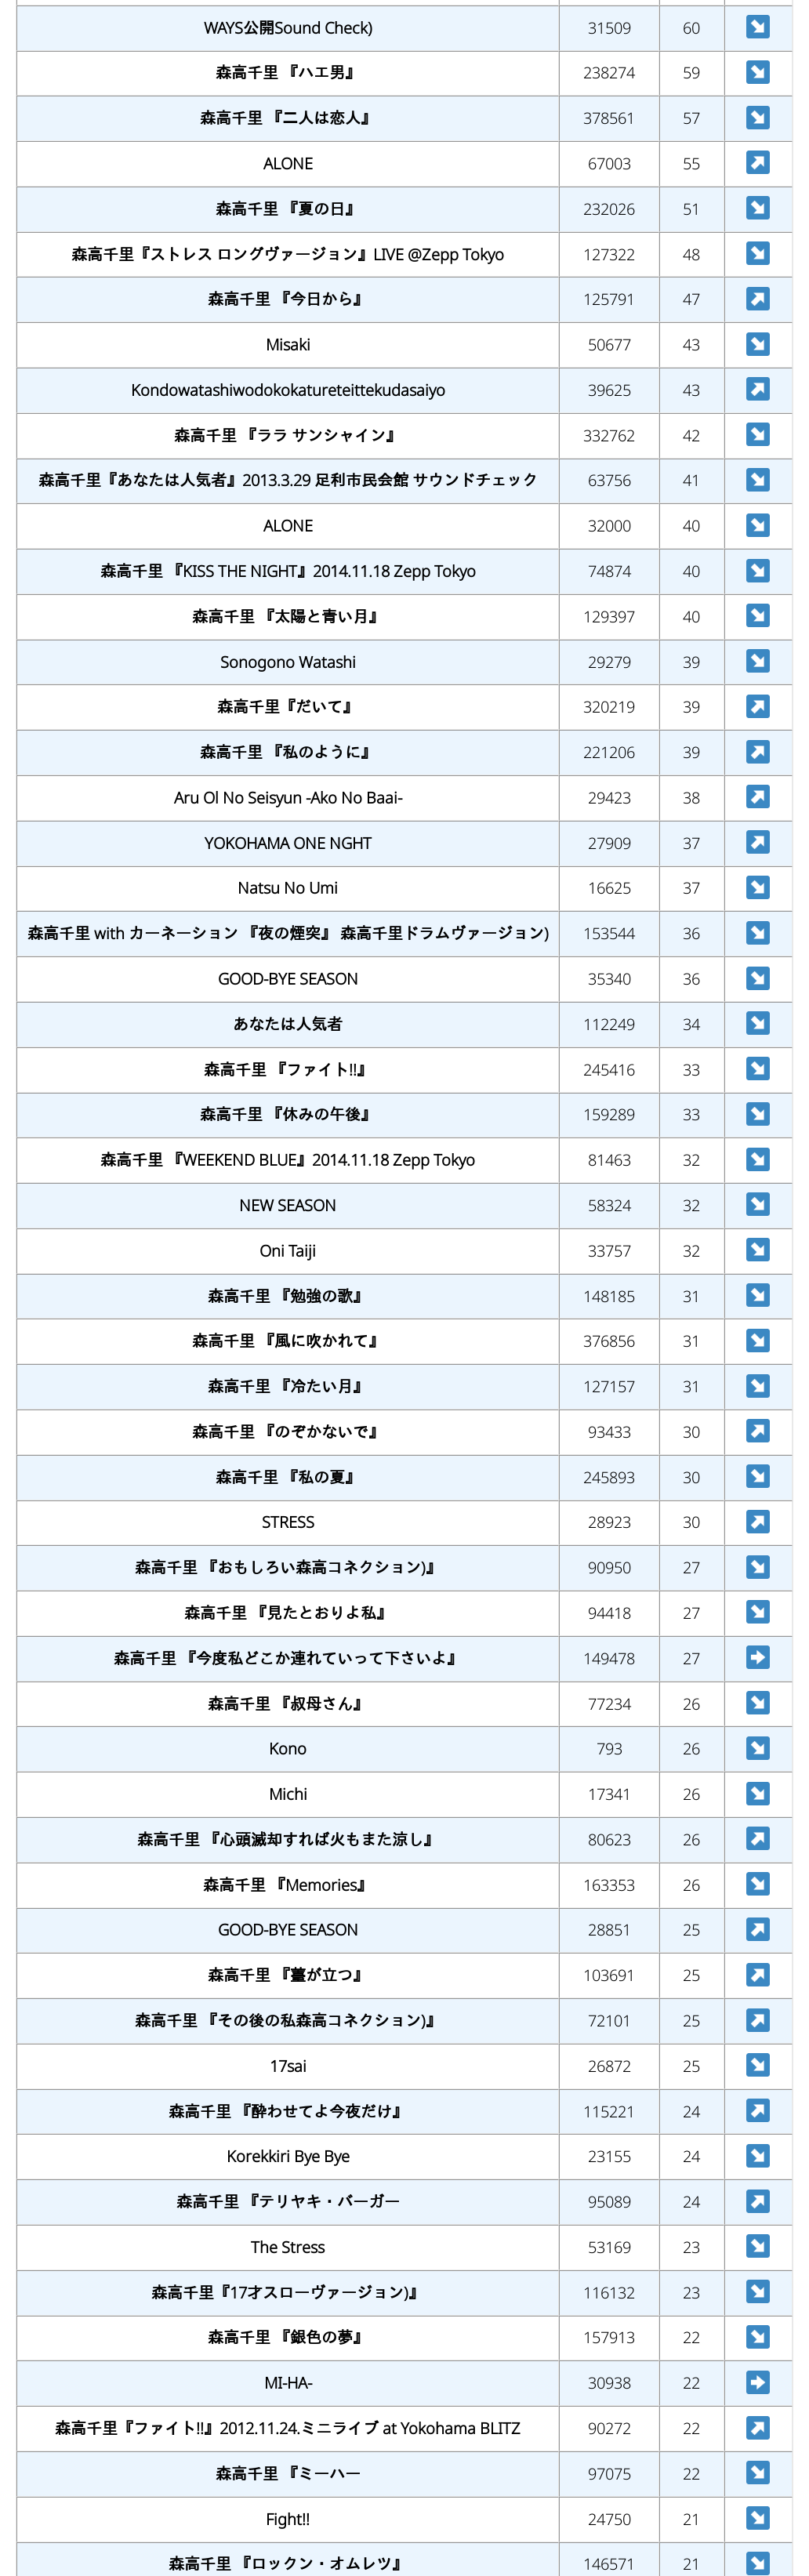 WAYS公開Sound Check) 31509 60
森高千里 『ハエ男』 238274 59
森高千里 『二人は恋人』 378561 57
ALONE 67003 55
森高千里 『夏の日』 232026 51
森高千里『ストレス ロングヴァージョン』LIVE @Zepp Tokyo 127322 48
森高千里 『今日から』 125791 47
Misaki 50677 43
Kondowatashiwodokokatureteittekudasaiyo 39625 43
森高千里 『ララ サンシャイン』 332762 42
森高千里『あなたは人気者』2013.3.29 足利市民会館 サウンドチェック 63756 41
ALONE 32000 40
森高千里 『KISS THE NIGHT』2014.11.18 Zepp Tokyo 74874 40
森高千里 『太陽と青い月』 129397 40
Sonogono Watashi 29279 39
森高千里『だいて』 320219 39
森高千里 『私のように』 221206 39
Aru Ol No Seisyun -Ako No Baai- 29423 38
YOKOHAMA ONE NGHT 27909 37
Natsu No Umi 16625 37
森高千里 with カーネーション 『夜の煙突』 森高千里ドラムヴァージョン) 153544 36
GOOD-BYE SEASON 35340 36
あなたは人気者 112249 34
森高千里 『ファイト!!』 245416 33
森高千里 『休みの午後』 159289 33
森高千里 『WEEKEND BLUE』2014.11.18 Zepp Tokyo 81463 32
NEW SEASON 58324 32
Oni Taiji 33757 32
森高千里 『勉強の歌』 148185 31
森高千里 『風に吹かれて』 376856 31
森高千里 『冷たい月』 127157 31
森高千里 『のぞかないで』 93433 30
森高千里 『私の夏』 245893 30
STRESS 28923 30
森高千里 『おもしろい森高コネクション)』 90950 27
森高千里 『見たとおりよ私』 94418 27
森高千里 『今度私どこか連れていって下さいよ』 149478 27
森高千里 『叔母さん』 77234 26
Kono 793 26
Michi 17341 26
森高千里 『心頭滅却すれば火もまた涼し』 80623 26
森高千里 『Memories』 163353 26
GOOD-BYE SEASON 28851 25
森高千里 『薹が立つ』 103691 25
森高千里 『その後の私森高コネクション)』 72101 25
17sai 26872 25
森高千里 『酔わせてよ今夜だけ』 115221 24
Korekkiri Bye Bye 23155 24
森高千里 『テリヤキ・バーガー 95089 24
The Stress 53169 23
森高千里『17才スローヴァージョン)』 116132 23
森高千里 『銀色の夢』 157913 22
MI-HA- 30938 22
森高千里『ファイト!!』2012.11.24.ミニライブ at Yokohama BLITZ 90272 22
森高千里 『ミーハー 97075 22
Fight!! 24750 21
森高千里 『ロックン・オムレツ』 146571 21